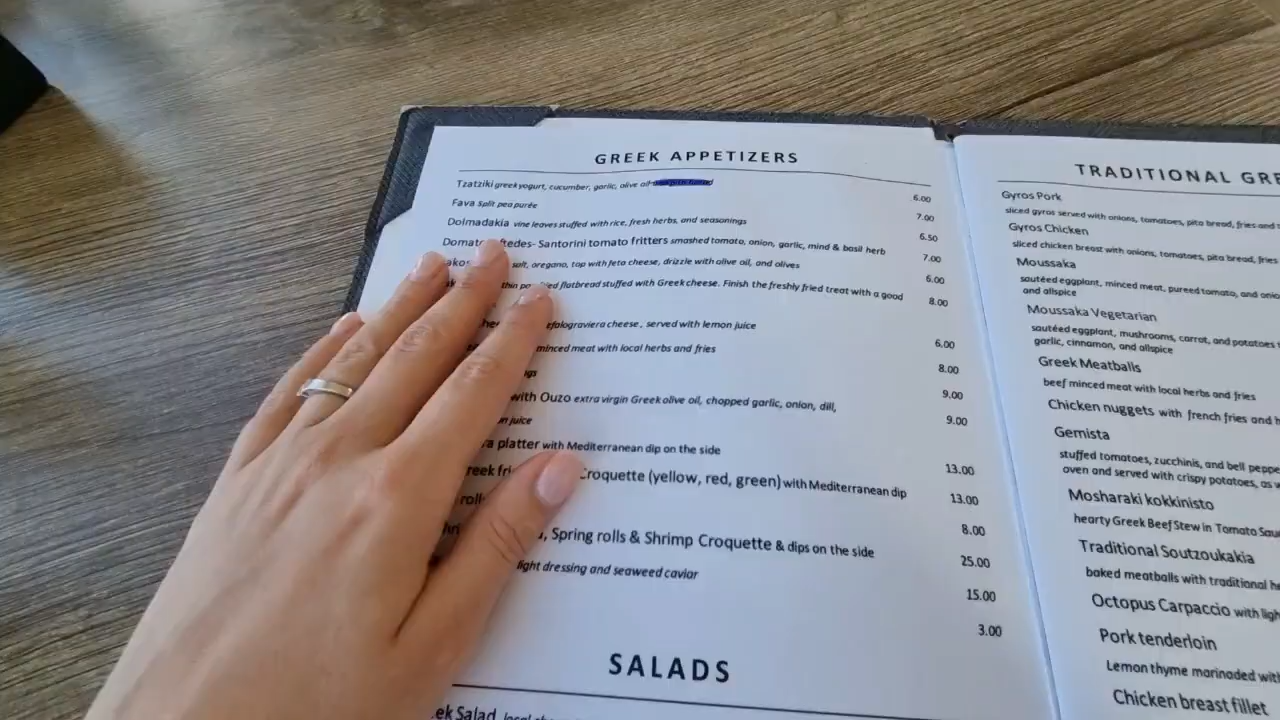 GREEK APPETIZERS
Tzatziki greek yogurt, cucumber, garlic, olive oil
6.00
Fava Split pea purée
7.00
Dolmadakia vine leaves stuffed with rice, fresh herbs, and seasonings
6.50
Santorini tomato fritters smashed tomato, onion, garlic, mind & basil herb
7.00
salt, oregano, top with feta cheese, drizzle with olive oil, and olives
6.00
thin flatbread stuffed with Greek cheese. Finish the freshly fried treat with a good
8.00
cheese, served with lemon juice
6.00
minced meat with local herbs and fries
8.00
9.00
with Ouzo extra virgin Greek olive oil, chopped garlic, onion, dill,
9.00
juice
platter with Mediterranean dip on the side
13.00
Croquette (yellow, red, green) with Mediterranean dip
13.00
8.00
Spring rolls & Shrimp Croquette & dips on the side
25.00
light dressing and seaweed caviar
15.00
3.00
SALADS
Salad
TRADITIONAL
Gyros Pork
sliced gyros served with onions, tomatoes, pita bread, fries and
Gyros Chicken
sliced chicken breast with onions, tomatoes, pita bread, fries
Moussaka
sautéed eggplant, minced meat, pureed tomato, and
and allspice
Moussaka Vegetarian
sautéed eggplant, mushrooms, carrot, and potatoes
garlic, cinnamon, and allspice
Greek Meatballs
beef minced meat with local herbs and fries
Chicken nuggets with french fries and
Gemista
stuffed tomatoes, zucchinis, and bell
oven and served with crispy potatoes, as
Mosharaki kokkinisto
hearty Greek Beef Stew in Tomato
Traditional Soutzoukakia
baked meatballs with traditional
Octopus Carpaccio with
Pork tenderloin
Lemon thyme marinaded
Chicken breast fillet